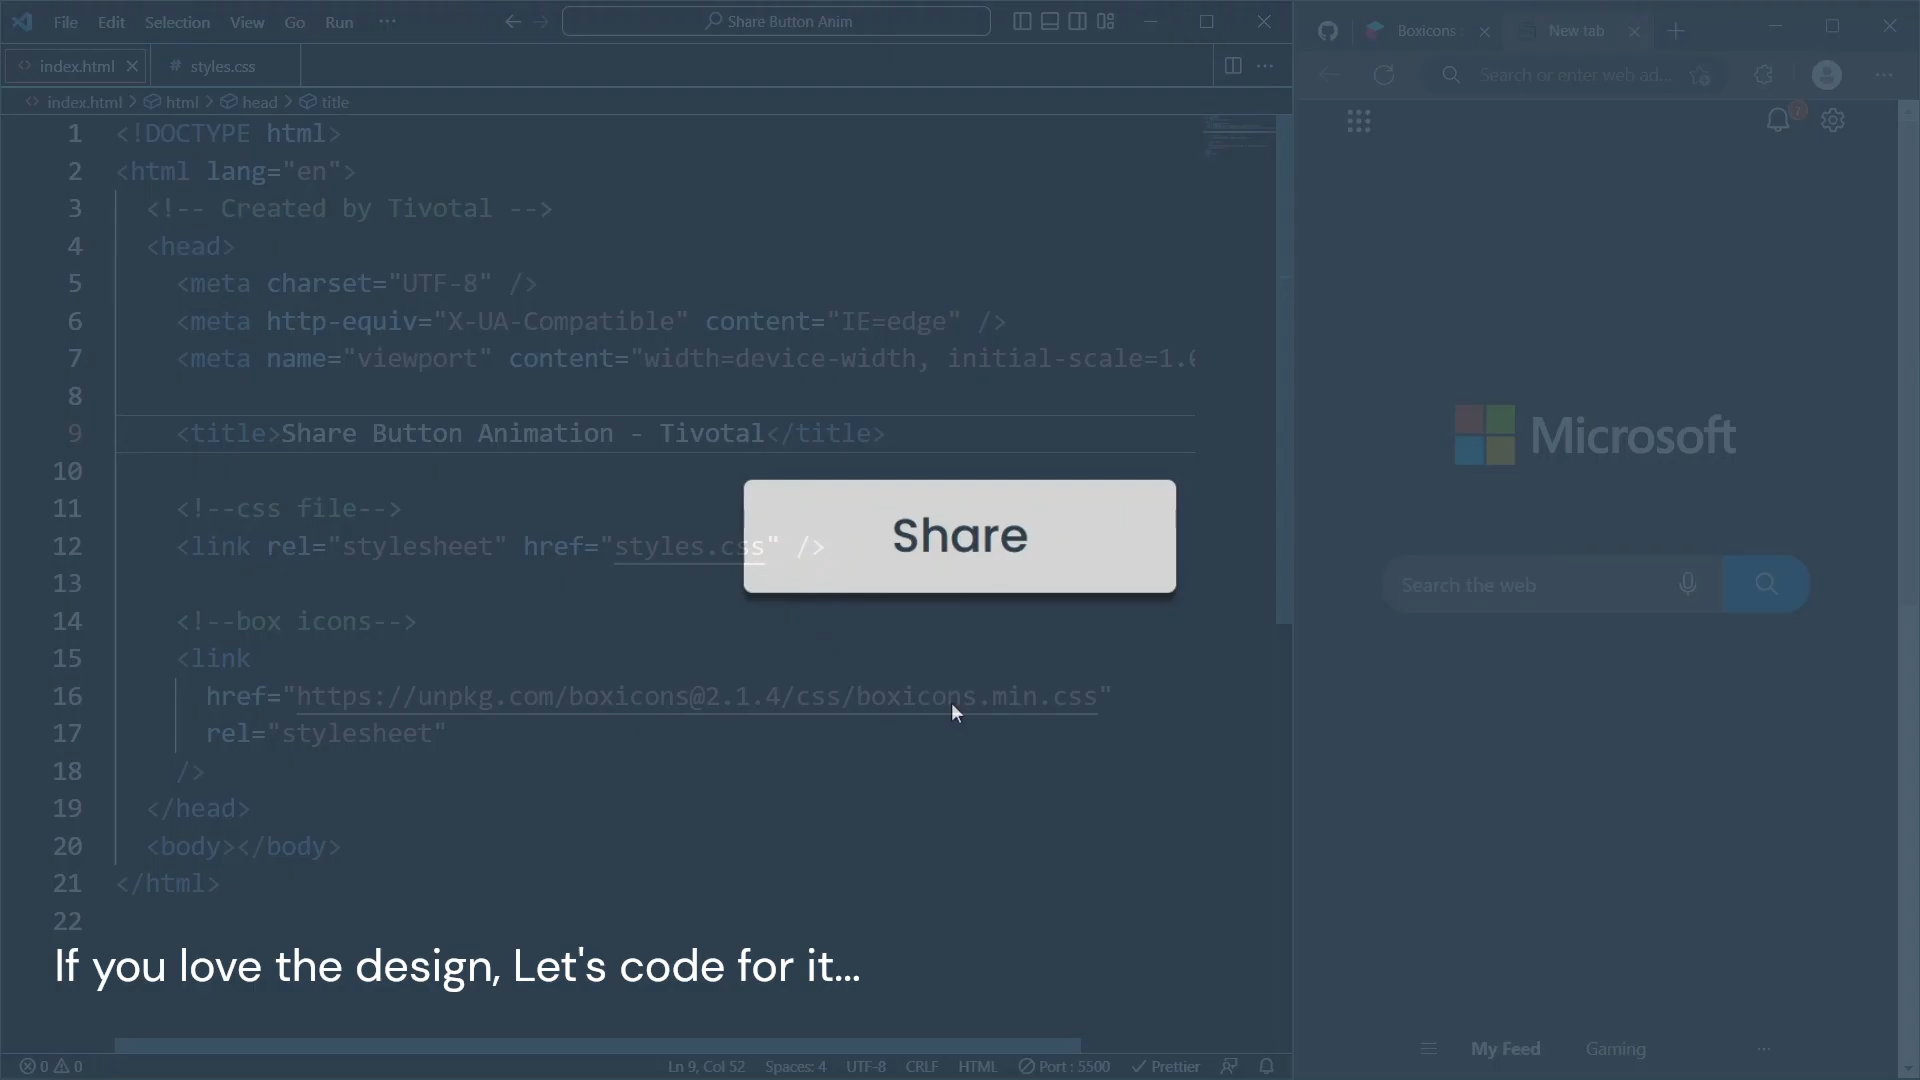 File Edit Selection View Go Run ...
Share Button Anim
index.html
# styles.css
index.html > html > head > title
1 <!DOCTYPE html>
2 <html lang="en">
3 <!-- Created by Tivotal -->
4 <head>
5 <meta charset="UTF-8" />
6 <meta http-equiv="X-UA-Compatible" content="IE=edge" />
7 <meta name="viewport" content="width=device-width, initial-scale=1.0
8
9 <title>Share Button Animation - Tivotal</title>
10
11 <!--css file-->
12 <link rel="stylesheet" href="styles.css" />
13
14 <!--box icons-->
15 <link
16 href="https://unpkg.com/boxicons@2.1.4/css/boxicons.min.css"
17 rel="stylesheet"
18 />
19 </head>
20 <body></body>
21 </html>
22
Share
If you love the design, Let's code for it...
0 0
Ln 9, Col 52 Spaces: 4 UTF-8 CRLF HTML Port : 5500 Prettier
Boxicons
New tab
Search or enter web ad...
7
Microsoft
Search the web
My Feed Gaming ...